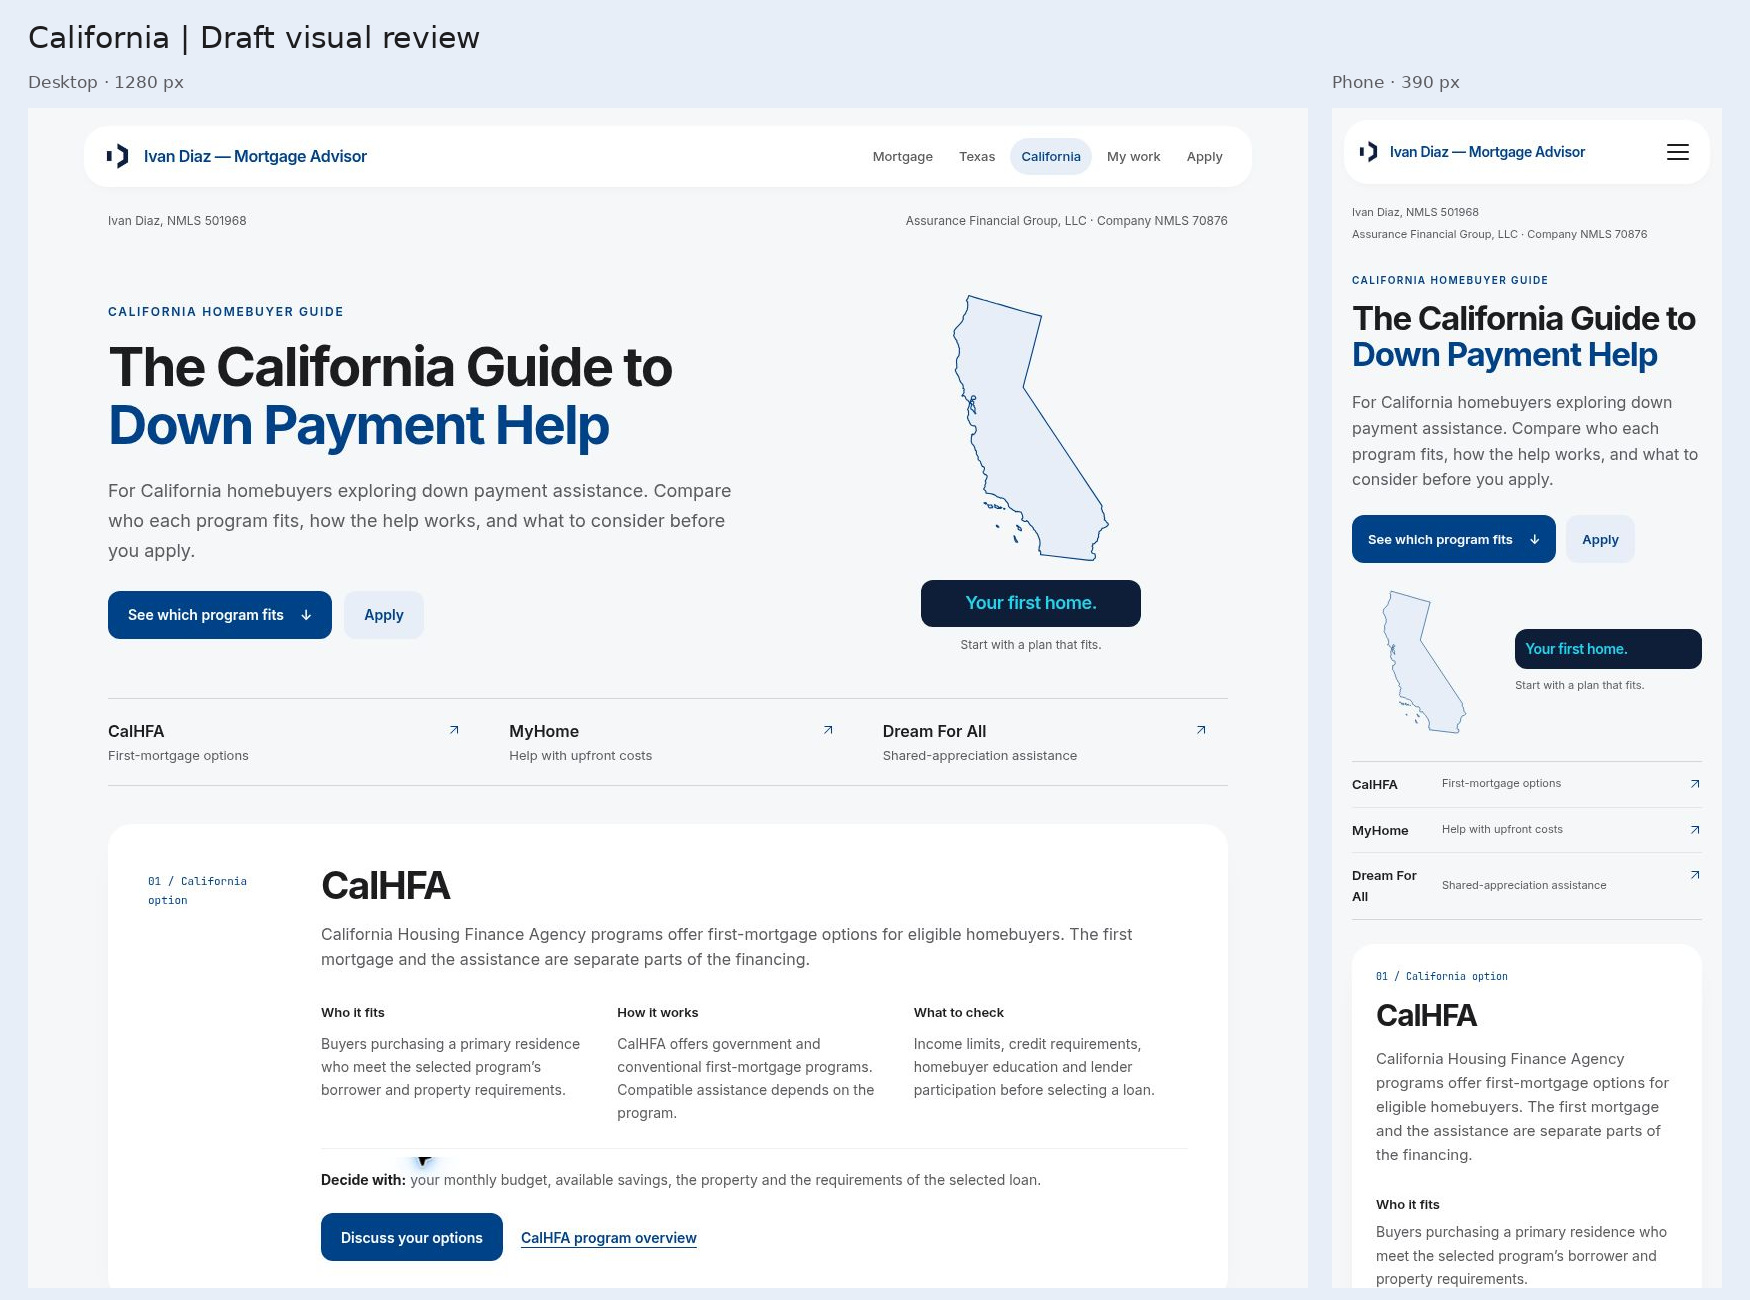 California | Draft visual review
Desktop · 1280 px
Ivan Diaz — Mortgage Advisor
Mortgage
Texas
California
My work
Apply
Ivan Diaz, NMLS 501968
Assurance Financial Group, LLC · Company NMLS 70876
CALIFORNIA HOMEBUYER GUIDE
The California Guide to
Down Payment Help
For California homebuyers exploring down payment assistance. Compare
who each program fits, how the help works, and what to consider before
you apply.
See which program fits ↓
Apply
Your first home.
Start with a plan that fits.
CalHFA
First-mortgage options
MyHome
Help with upfront costs
Dream For All
Shared-appreciation assistance
01 / California
option
CalHFA
California Housing Finance Agency programs offer first-mortgage options for eligible homebuyers. The first
mortgage and the assistance are separate parts of the financing.
Who it fits
Buyers purchasing a primary residence
who meet the selected program’s
borrower and property requirements.
How it works
CalHFA offers government and
conventional first-mortgage programs.
Compatible assistance depends on the
program.
What to check
Income limits, credit requirements,
homebuyer education and lender
participation before selecting a loan.
Decide with: your monthly budget, available savings, the property and the requirements of the selected loan.
Discuss your options
CalHFA program overview
Phone · 390 px
Ivan Diaz — Mortgage Advisor
Ivan Diaz, NMLS 501968
Assurance Financial Group, LLC · Company NMLS 70876
CALIFORNIA HOMEBUYER GUIDE
The California Guide to
Down Payment Help
For California homebuyers exploring down
payment assistance. Compare who each
program fits, how the help works, and what to
consider before you apply.
See which program fits ↓
Apply
Your first home.
Start with a plan that fits.
CalHFA
First-mortgage options
MyHome
Help with upfront costs
Dream For
All
Shared-appreciation assistance
01 / California option
CalHFA
California Housing Finance Agency
programs offer first-mortgage options for
eligible homebuyers. The first mortgage
and the assistance are separate parts of
the financing.
Who it fits
Buyers purchasing a primary residence who
meet the selected program’s borrower and
property requirements.